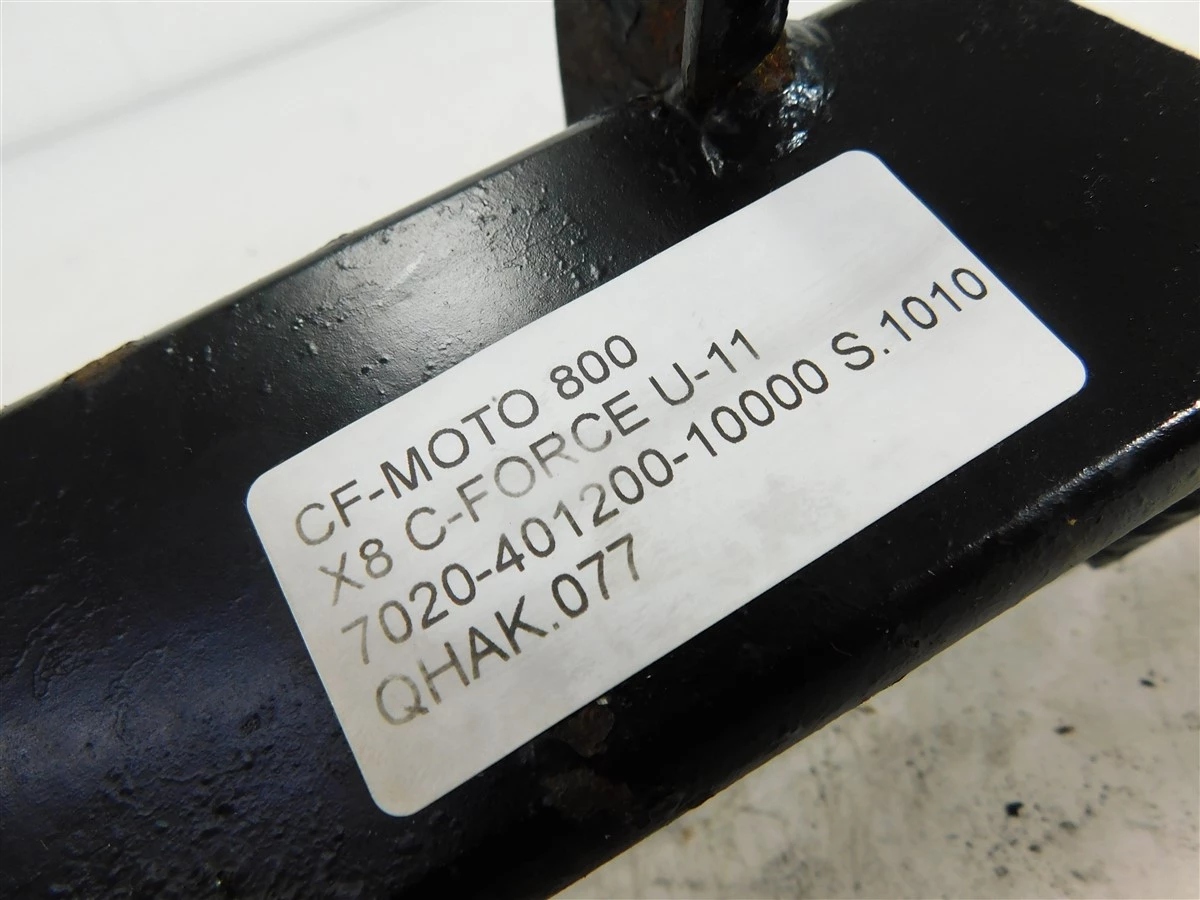 CF-MOTO 800
X8 C-FORCE U-11
7020-401200-10000 S.1010
QHAK.077